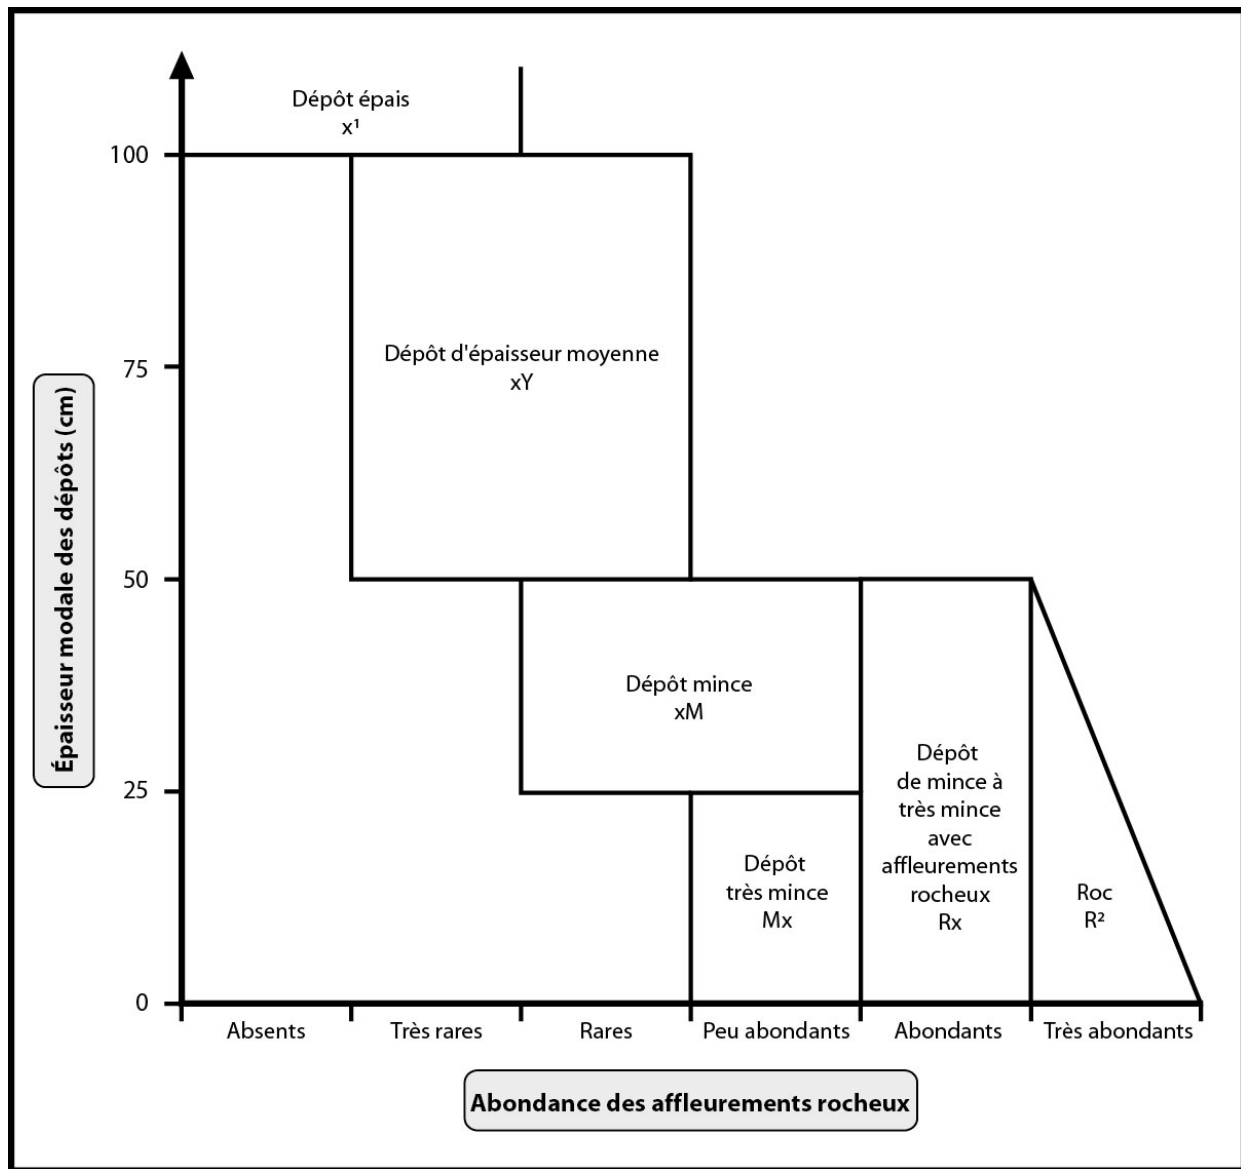 Dépôt épais
x¹
100
Dépôt d'épaisseur moyenne
xY
75
Épaisseur modale des dépôts (cm)
50
Dépôt mince
xM
25
Dépôt
très mince
Mx
Dépôt
de mince à
très mince
avec
affleurements
rocheux
Rx
Roc
R²
0
Absents
Très rares
Rares
Peu abondants
Abondants
Très abondants
Abondance des affleurements rocheux